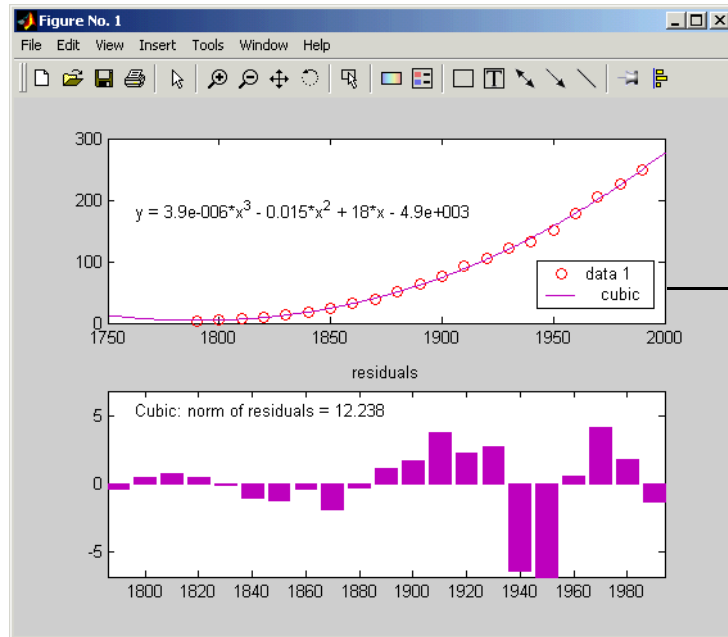 Figure No. 1
File Edit View Insert Tools Window Help
T
300
200
100
0
y = 3.9e-006*x³ - 0.015*x² + 18*x - 4.9e+003
data 1
cubic
1750 1800 1850 1900 1950 2000
residuals
Cubic: norm of residuals = 12.238
5
0
-5
1800 1820 1840 1860 1880 1900 1920 1940 1960 1980